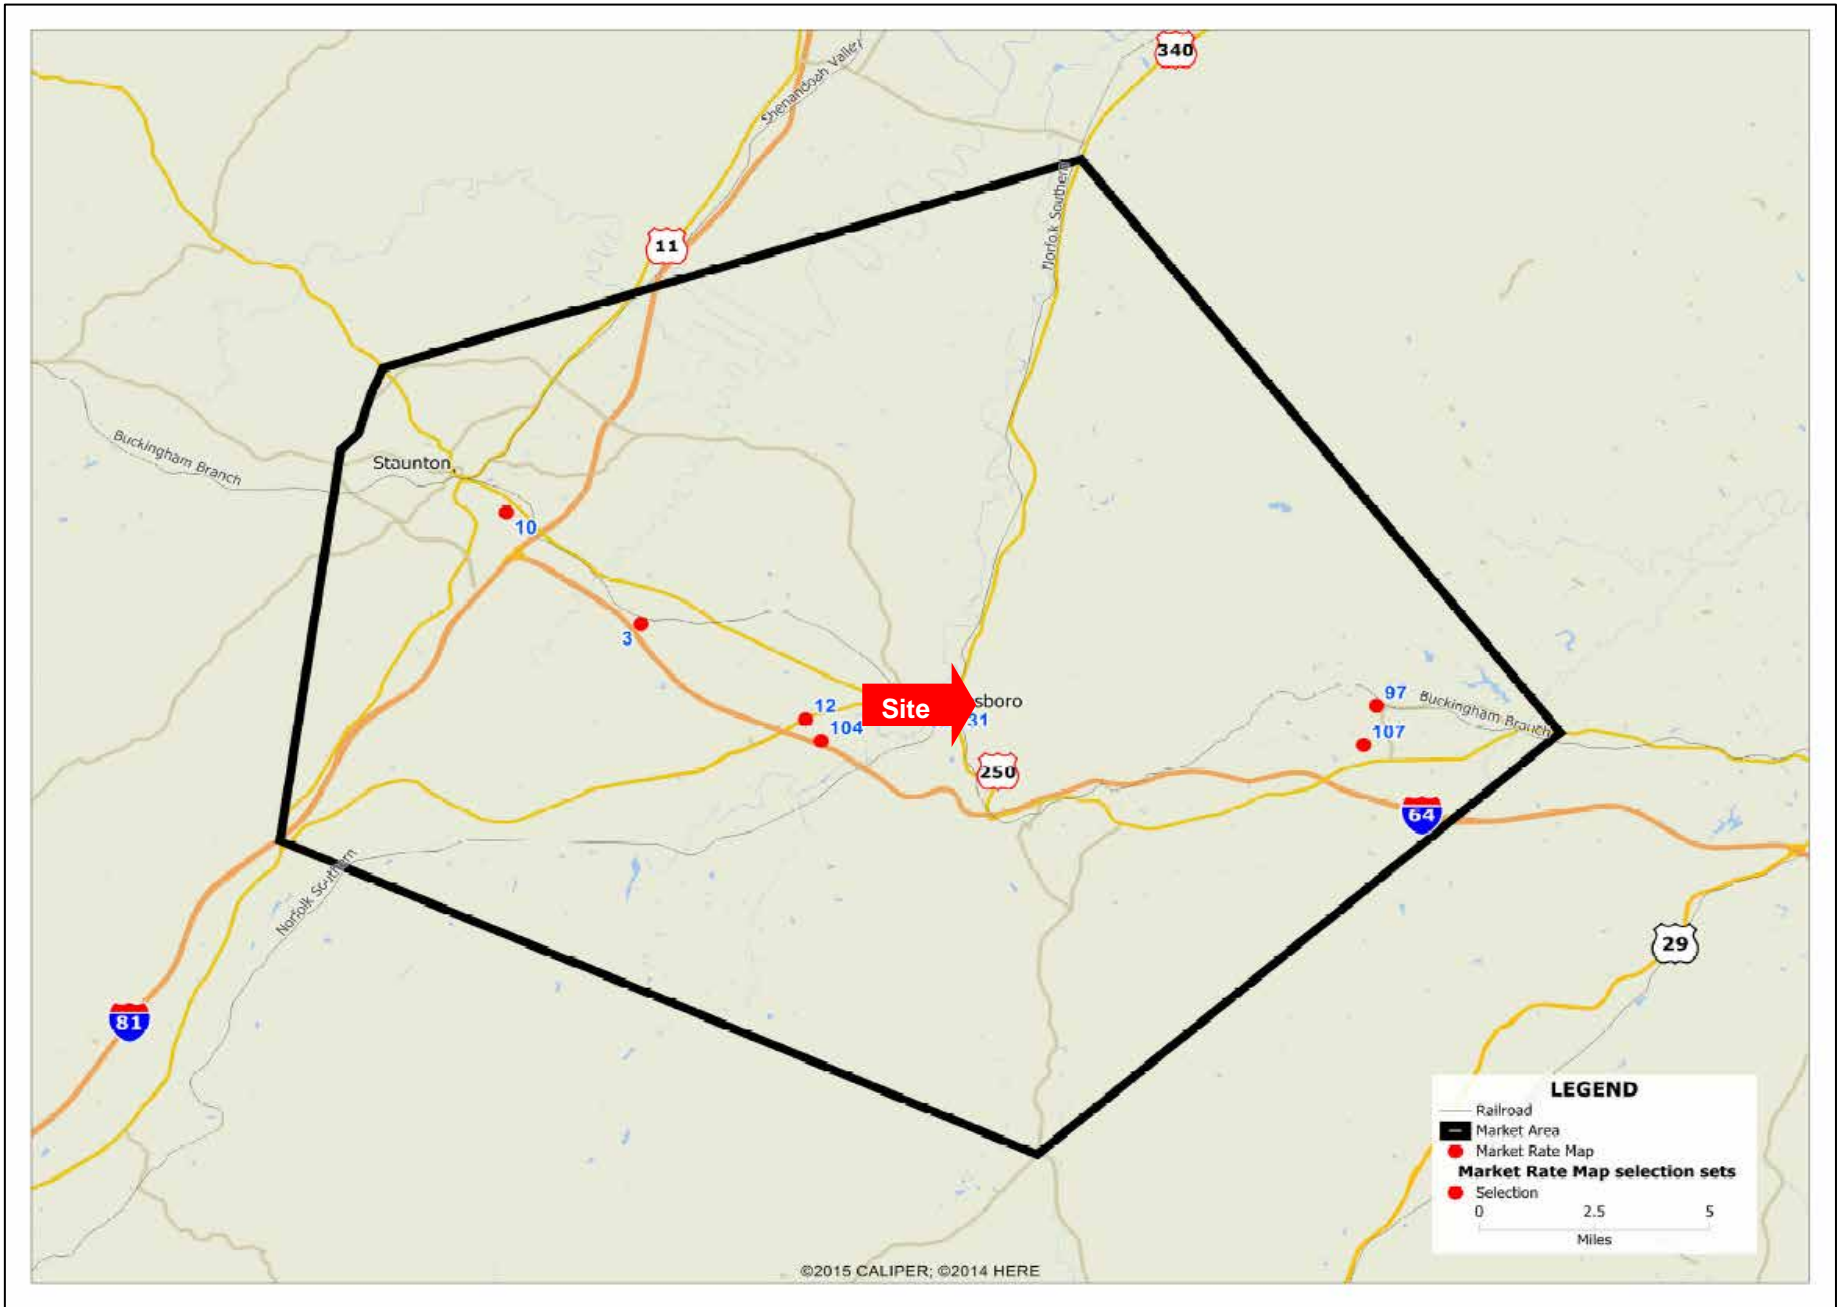 340
Shenandoah Valley
11
Norfolk Southern
Buckingham Branch
Staunton
10
3
12
104
Site
sboro
31
97
107
Buckingham Branch
250
64
Norfolk Southern
29
81
LEGEND
Railroad
Market Area
Market Rate Map
Market Rate Map selection sets
Selection
0 2.5 5
Miles
©2015 CALIPER; ©2014 HERE